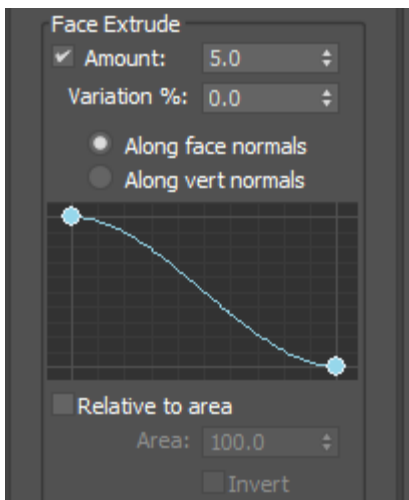 Face Extrude
Amount: 5.0
Variation %: 0.0
Along face normals
Along vert normals
Relative to area
Area: 100.0
Invert